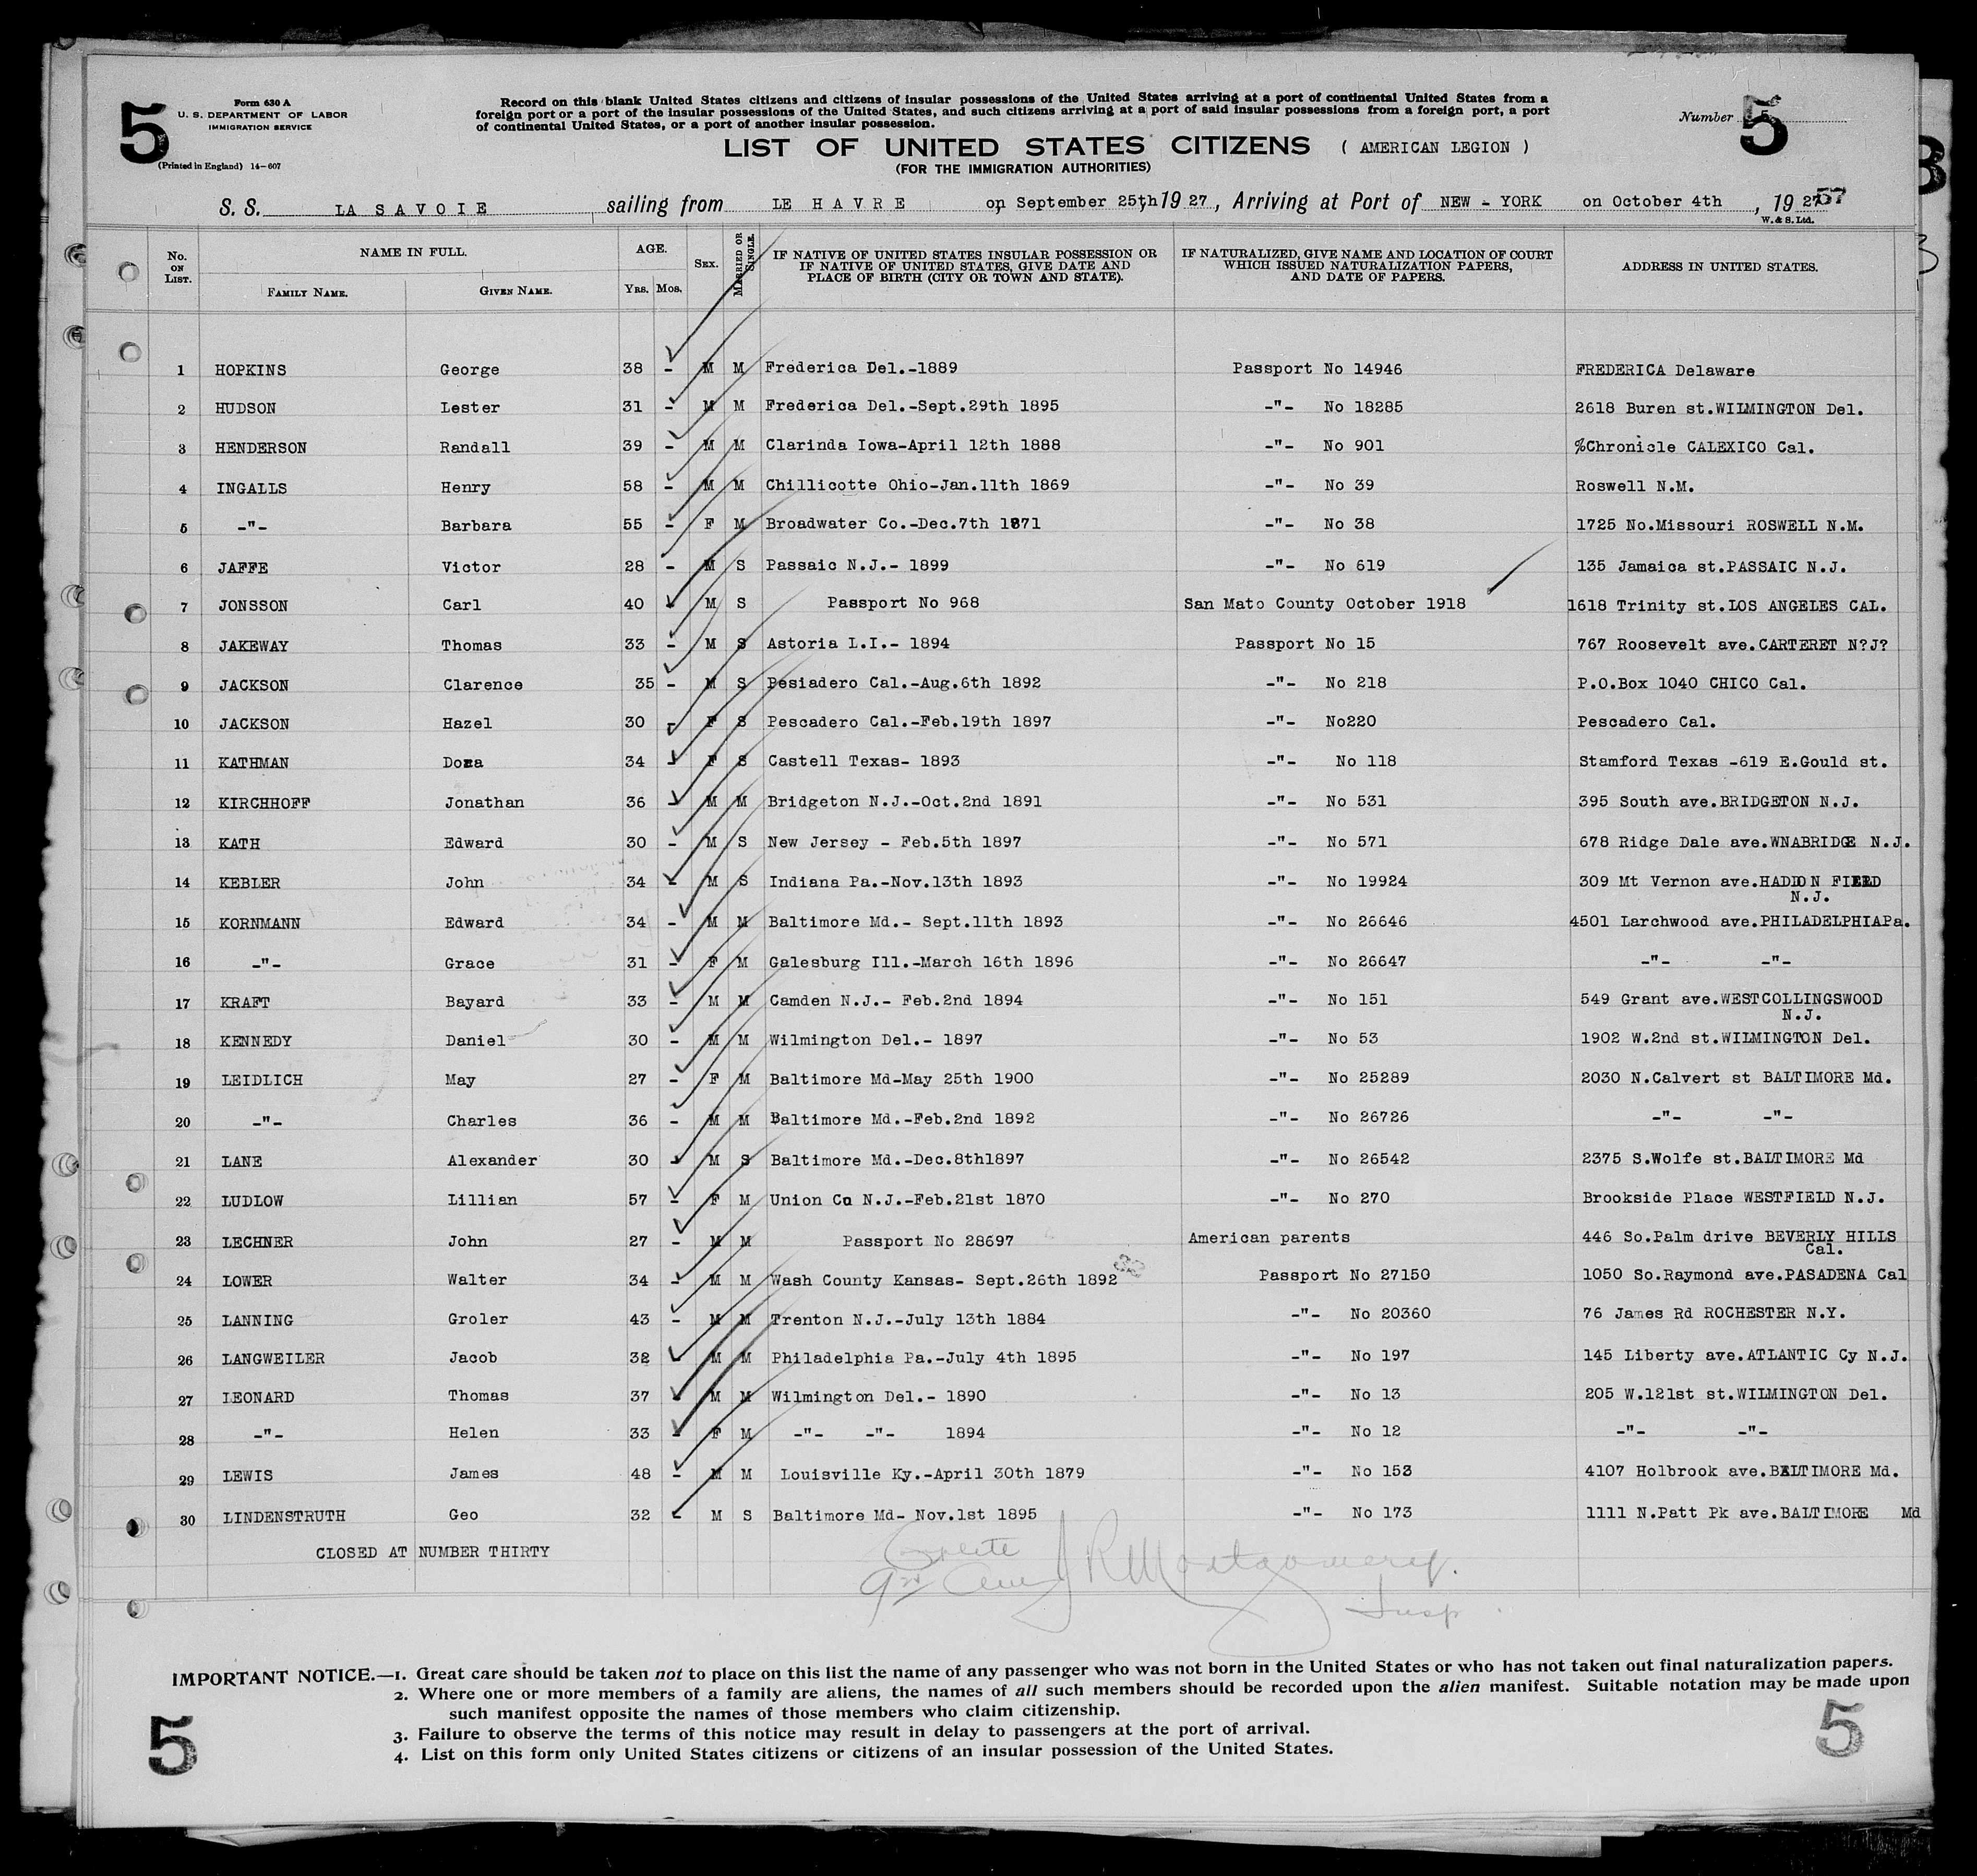 5
Form 630 A
U. S. DEPARTMENT OF LABOR
IMMIGRATION SERVICE
(Printed in England) 14-607
Record on this blank United States citizens and citizens of insular possessions of the United States arriving at a port of continental United States from a
foreign port or a port of the insular possessions of the United States, and such citizens arriving at a port of said insular possessions from a foreign port, a port
of continental United States, or a port of another insular possession.
Number 5
LIST OF UNITED STATES CITIZENS ( AMERICAN LEGION )
(FOR THE IMMIGRATION AUTHORITIES)
S. S. LA SAVOIE sailing from LE HAVRE on September 25th 19 27, Arriving at Port of NEW - YORK on October 4th, 19 27 57
W. & S. Ltd.
No. ON LIST. NAME IN FULL. FAMILY NAME. GIVEN NAME. AGE. YRS. MOS. SEX. MARRIED OR SINGLE. IF NATIVE OF UNITED STATES INSULAR POSSESSION OR IF NATIVE OF UNITED STATES, GIVE DATE AND PLACE OF BIRTH (CITY OR TOWN AND STATE). IF NATURALIZED, GIVE NAME AND LOCATION OF COURT WHICH ISSUED NATURALIZATION PAPERS, AND DATE OF PAPERS. ADDRESS IN UNITED STATES.
1 HOPKINS George 38 - M M Frederica Del.-1889 Passport No 14946 FREDERICA Delaware
2 HUDSON Lester 31 - M M Frederica Del.-Sept.29th 1895 -"- No 18285 2618 Buren st.WILMINGTON Del.
3 HENDERSON Randall 39 - M M Clarinda Iowa-April 12th 1888 -"- No 901 %Chronicle CALEXICO Cal.
4 INGALLS Henry 58 - M M Chillicotte Ohio-Jan.11th 1869 -"- No 39 Roswell N.M.
5 -"- Barbara 55 - F M Broadwater Co.-Dec.7th 1871 -"- No 38 1725 No.Missouri ROSWELL N.M.
6 JAFFE Victor 28 - M S Passaic N.J.- 1899 -"- No 619 135 Jamaica st.PASSAIC N.J.
7 JONSSON Carl 40 - M S Passport No 968 San Mato County October 1918 1618 Trinity st.LOS ANGELES CAL.
8 JAKEWAY Thomas 33 - M S Astoria L.I.- 1894 Passport No 15 767 Roosevelt ave.CARTERET N?J?
9 JACKSON Clarence 35 - M S Pesiadero Cal.-Aug.6th 1892 -"- No 218 P.O.Box 1040 CHICO Cal.
10 JACKSON Hazel 30 - F S Pescadero Cal.-Feb.19th 1897 -"- No220 Pescadero Cal.
11 KATHMAN Dora 34 - F S Castell Texas- 1893 -"- No 118 Stamford Texas -619 E.Gould st.
12 KIRCHHOFF Jonathan 36 - M M Bridgeton N.J.-Oct.2nd 1891 -"- No 531 395 South ave.BRIDGETON N.J.
13 KATH Edward 30 - M S New Jersey - Feb.5th 1897 -"- No 571 678 Ridge Dale ave.WNABRIDGE N.J.
14 KEBLER John 34 - M S Indiana Pa.-Nov.13th 1893 -"- No 19924 309 Mt Vernon ave.HADDON FIELD
N.J.
15 KORNMANN Edward 34 - M M Baltimore Md.- Sept.11th 1893 -"- No 26646 4501 Larchwood ave.PHILADELPHIAPa.
16 -"- Grace 31 - F M Galesburg Ill.-March 16th 1896 -"- No 26647 -"- -"-
17 KRAFT Bayard 33 - M M Camden N.J.- Feb.2nd 1894 -"- No 151 549 Grant ave.WESTCOLLINGSWOOD
N.J.
18 KENNEDY Daniel 30 - M M Wilmington Del.- 1897 -"- No 53 1902 W.2nd st.WILMINGTON Del.
19 LEIDLICH May 27 - F M Baltimore Md-May 25th 1900 -"- No 25289 2030 N.Calvert st BALTIMORE Md.
20 -"- Charles 36 - M M Baltimore Md.-Feb.2nd 1892 -"- No 26726 -"- -"-
21 LANE Alexander 30 - M S Baltimore Md.-Dec.8th1897 -"- No 26542 2375 S.Wolfe st.BALTIMORE Md
22 LUDLOW Lillian 57 - F M Union Co N.J.-Feb.21st 1870 -"- No 270 Brookside Place WESTFIELD N.J.
23 LECHNER John 27 - M M Passport No 28697 American parents 446 So.Palm drive BEVERLY HILLS
Cal.
24 LOWER Walter 34 - M M Wash County Kansas- Sept.26th 1892 Passport No 27150 1050 So.Raymond ave.PASADENA Cal
25 LANNING Groler 43 - M M Trenton N.J.-July 13th 1884 -"- No 20360 76 James Rd ROCHESTER N.Y.
26 LANGWEILER Jacob 32 - M M Philadelphia Pa.-July 4th 1895 -"- No 197 145 Liberty ave.ATLANTIC Cy N.J.
27 LEONARD Thomas 37 - M M Wilmington Del.- 1890 -"- No 13 205 W.121st st.WILMINGTON Del.
28 -"- Helen 33 - F M -"- -"- 1894 -"- No 12 -"- -"-
29 LEWIS James 48 - M M Louisville Ky.-April 30th 1879 -"- No 153 4107 Holbrook ave.BALTIMORE Md.
30 LINDENSTRUTH Geo 32 - M S Baltimore Md- Nov.1st 1895 -"- No 173 1111 N.Patt Pk ave.BALTIMORE Md
CLOSED AT NUMBER THIRTY
Complete
J R Montgomery.
Insp.
IMPORTANT NOTICE.—1. Great care should be taken not to place on this list the name of any passenger who was not born in the United States or who has not taken out final naturalization papers.
2. Where one or more members of a family are aliens, the names of all such members should be recorded upon the alien manifest. Suitable notation may be made upon
such manifest opposite the names of those members who claim citizenship.
3. Failure to observe the terms of this notice may result in delay to passengers at the port of arrival.
4. List on this form only United States citizens or citizens of an insular possession of the United States.
5
5